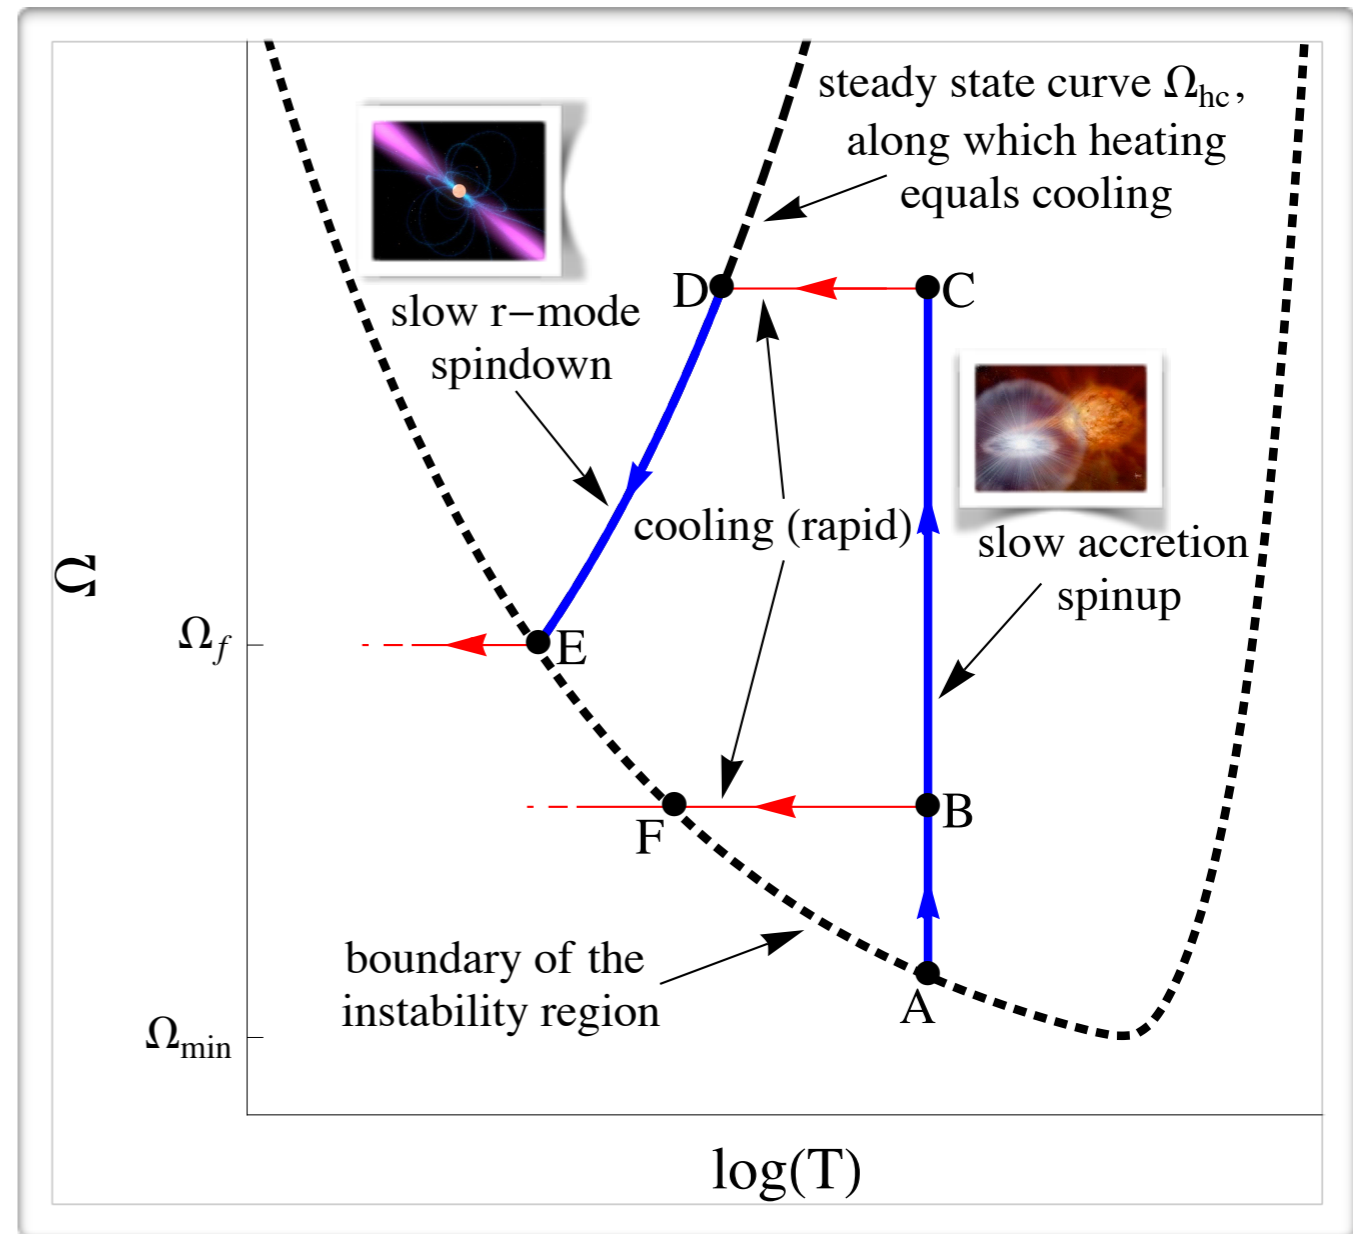 steady state curve Ωhc,
along which heating
equals cooling
D
C
slow r−mode
spindown
cooling (rapid)
slow accretion
spinup
Ω
Ωf
E
B
F
boundary of the
instability region
A
Ωmin
log(T)